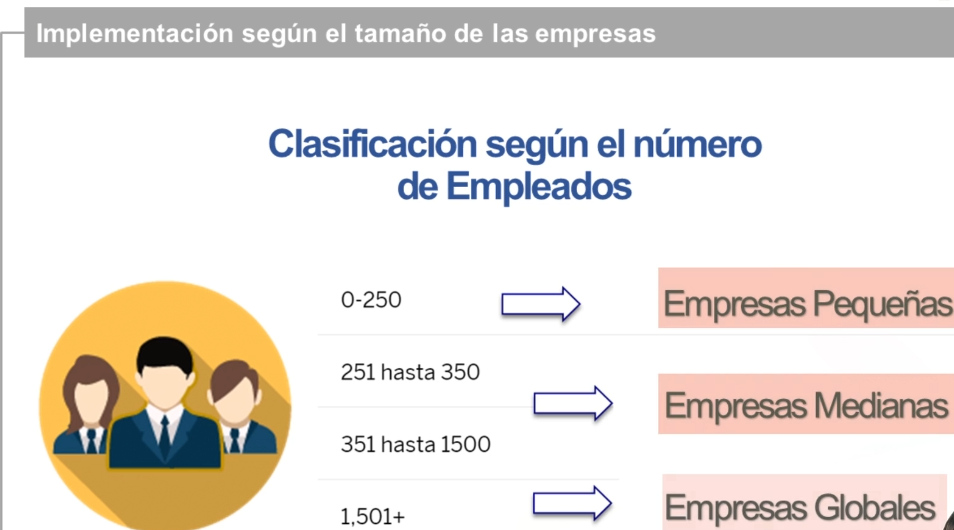 Implementación según el tamaño de las empresas
Clasificación según el número
de Empleados
0-250
Empresas Pequeñas
251 hasta 350
Empresas Medianas
351 hasta 1500
Empresas Globales
1,501+